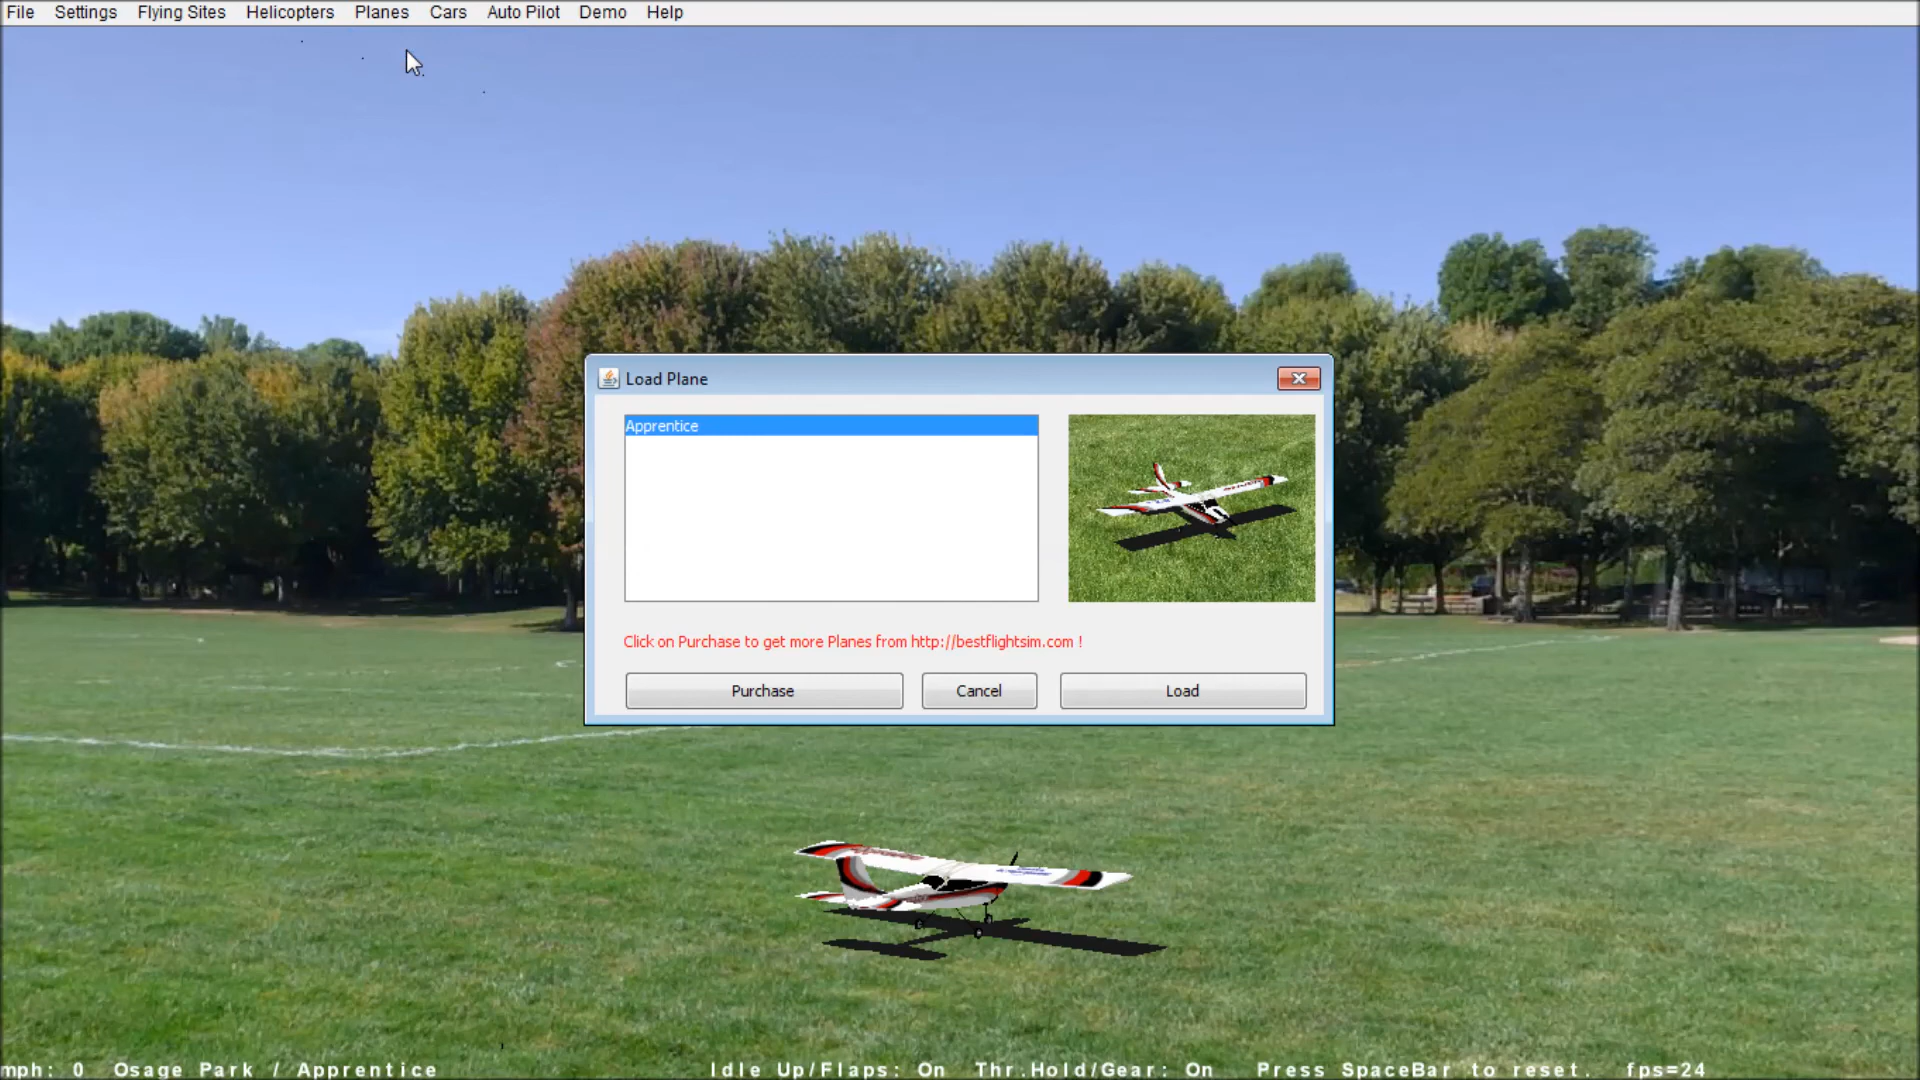 File Settings Flying Sites Helicopters Planes Cars Auto Pilot Demo Help
Load Plane
Apprentice
Click on Purchase to get more Planes from http://bestflightsim.com !
Purchase Cancel Load
mph: 0 Osage Park / Apprentice Idle Up/Flaps: On Thr.Hold/Gear: On Press SpaceBar to reset. fps=24